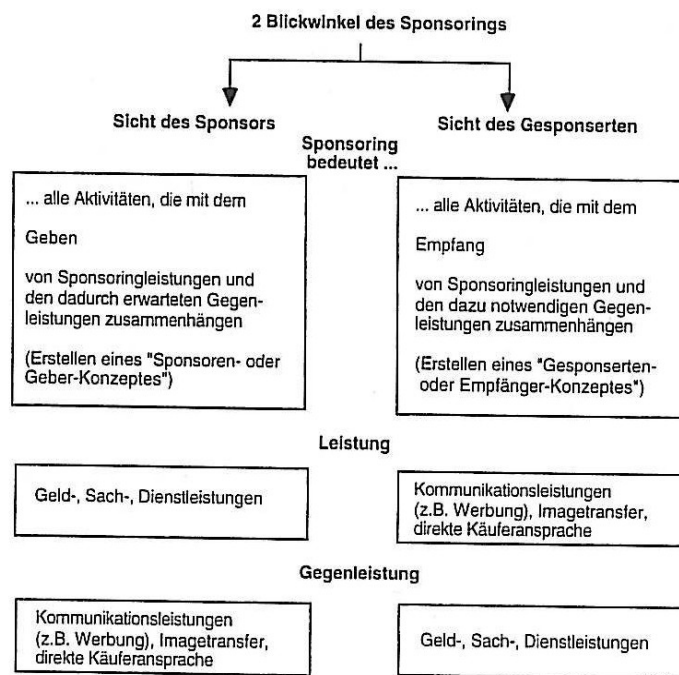 2 Blickwinkel des Sponsorings
Sicht des Sponsors
Sicht des Gesponserten
Sponsoring
bedeutet ...
... alle Aktivitäten, die mit dem
Geben
von Sponsoringleistungen und
den dadurch erwarteten Gegen-
leistungen zusammenhängen
(Erstellen eines "Sponsoren- oder
Geber-Konzeptes")
... alle Aktivitäten, die mit dem
Empfang
von Sponsoringleistungen und
den dazu notwendigen Gegen-
leistungen zusammenhängen
(Erstellen eines "Gesponserten-
oder Empfänger-Konzeptes")
Leistung
Geld-, Sach-, Dienstleistungen
Kommunikationsleistungen
(z.B. Werbung), Imagetransfer,
direkte Käuferansprache
Gegenleistung
Kommunikationsleistungen
(z.B. Werbung), Imagetransfer,
direkte Käuferansprache
Geld-, Sach-, Dienstleistungen